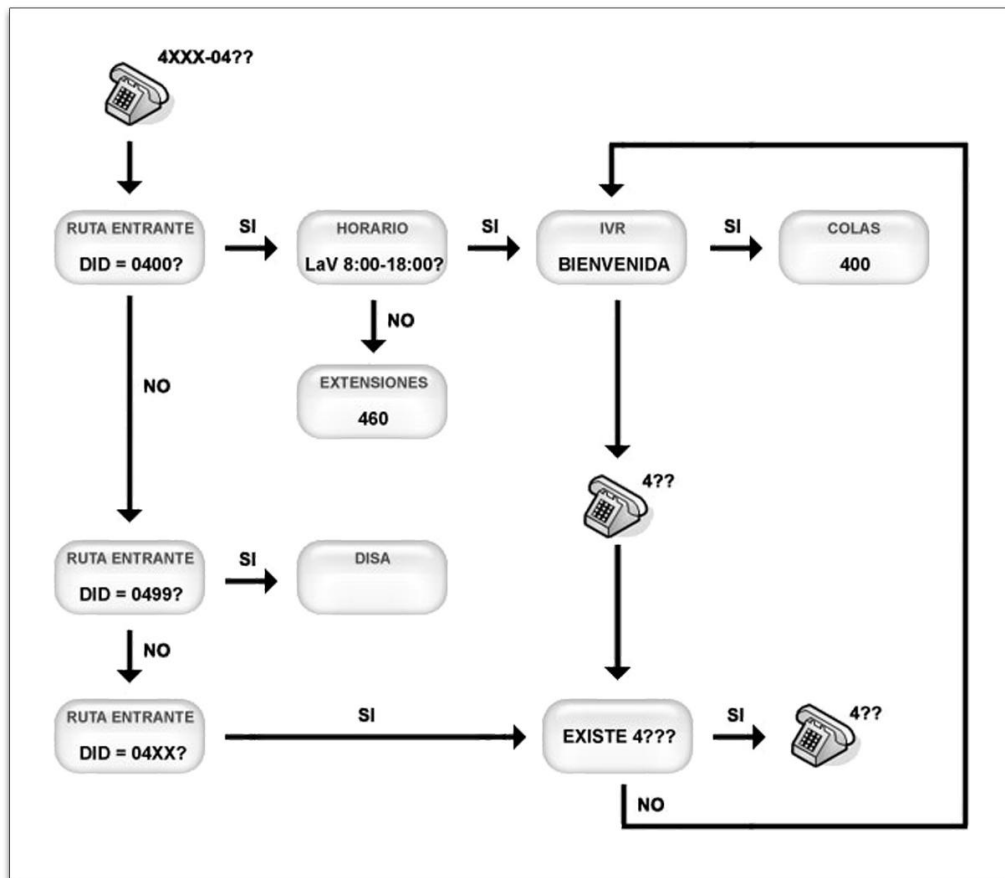 4XXX-04??
RUTA ENTRANTE
DID = 0400?
SI
HORARIO
LaV 8:00-18:00?
SI
IVR
BIENVENIDA
SI
COLAS
400
NO
EXTENSIONES
460
NO
4??
RUTA ENTRANTE
DID = 0499?
SI
DISA
NO
RUTA ENTRANTE
DID = 04XX?
SI
EXISTE 4???
SI
4??
NO